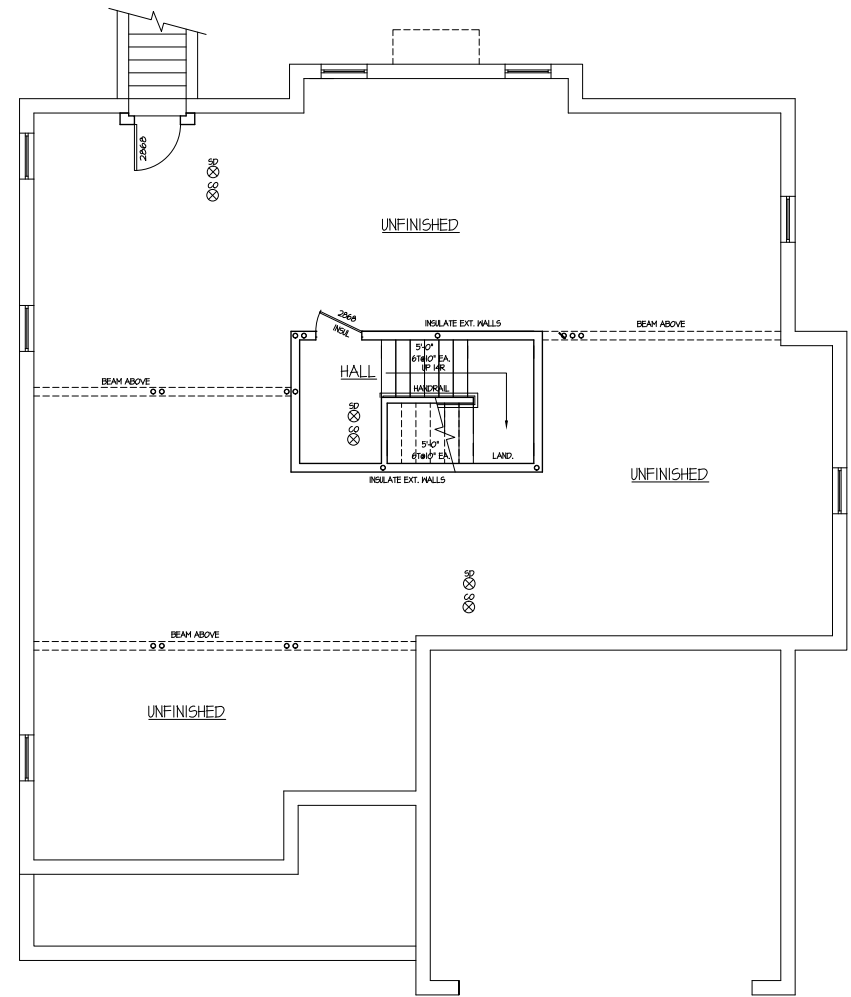 2868
SD
CO
UNFINISHED
2868
INSUL
INSULATE EXT. WALLS
BEAM ABOVE
5'-0"
6T@10" EA.
UP 14R
HALL
BEAM ABOVE
HANDRAIL
SD
CO
5'-0"
6T@10" EA.
LAND.
INSULATE EXT. WALLS
UNFINISHED
SD
CO
BEAM ABOVE
UNFINISHED